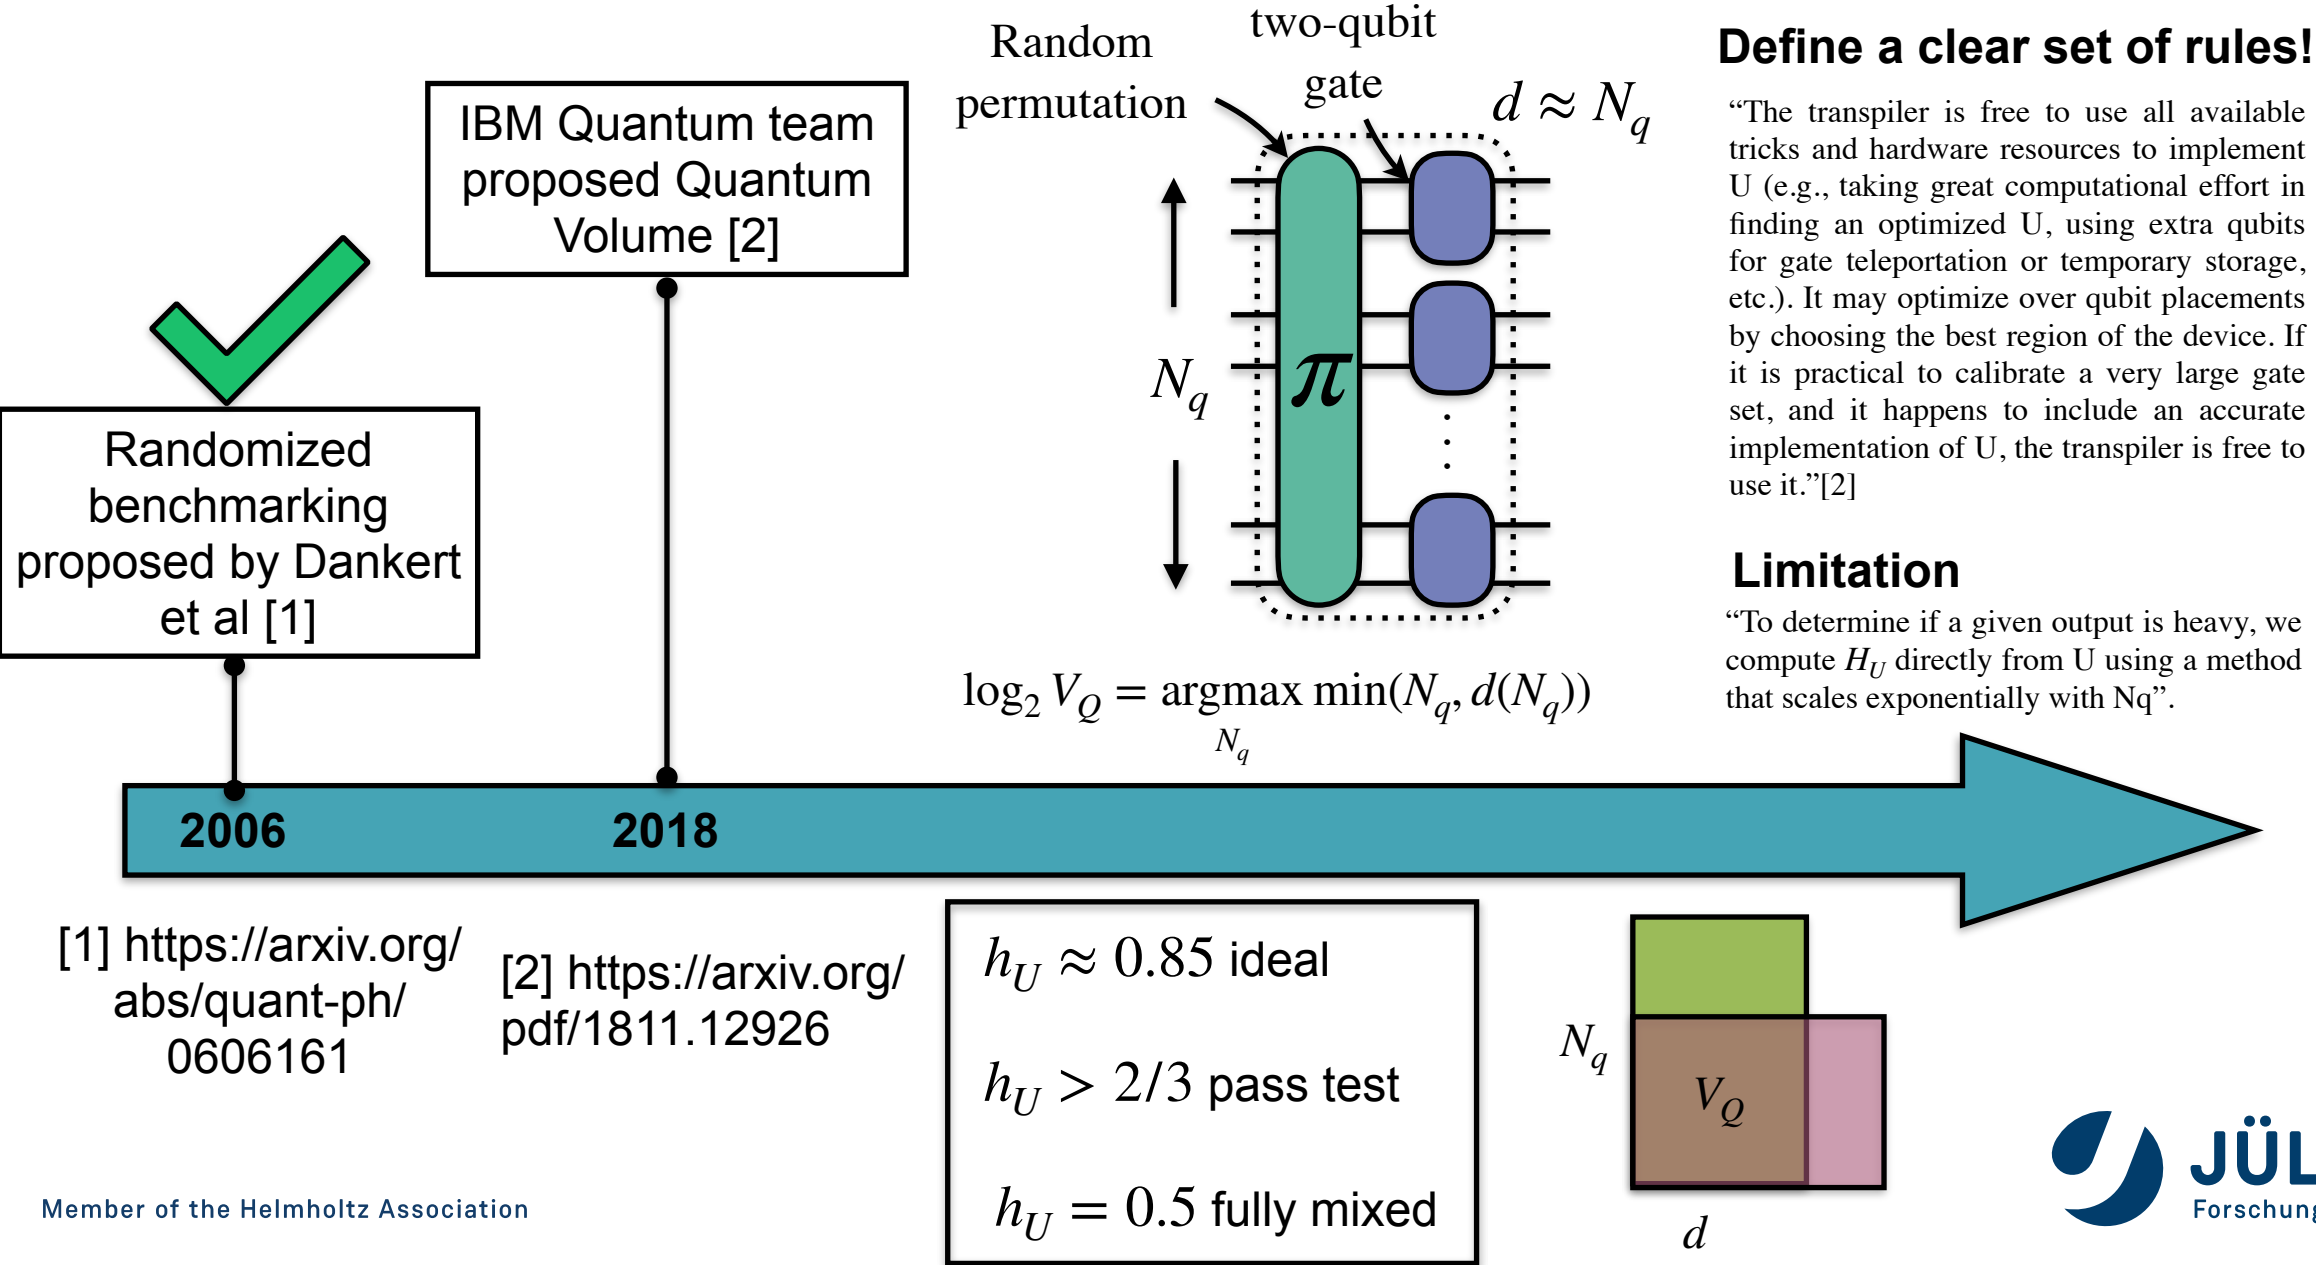 Random
permutation
two-qubit
gate
d ≈ N_q
N_q
π
log_2 V_Q = argmax min(N_q, d(N_q))
N_q
Define a clear set of rules!
“The transpiler is free to use all available
tricks and hardware resources to implement
U (e.g., taking great computational effort in
finding an optimized U, using extra qubits
for gate teleportation or temporary storage,
etc.). It may optimize over qubit placements
by choosing the best region of the device. If
it is practical to calibrate a very large gate
set, and it happens to include an accurate
implementation of U, the transpiler is free to
use it.”[2]
Limitation
“To determine if a given output is heavy, we
compute H_U directly from U using a method
that scales exponentially with Nq”.
IBM Quantum team
proposed Quantum
Volume [2]
Randomized
benchmarking
proposed by Dankert
et al [1]
2006
2018
[1] https://arxiv.org/
abs/quant-ph/
0606161
[2] https://arxiv.org/
pdf/1811.12926
h_U ≈ 0.85 ideal
h_U > 2/3 pass test
h_U = 0.5 fully mixed
N_q
V_Q
d
Member of the Helmholtz Association
JÜL
Forschung